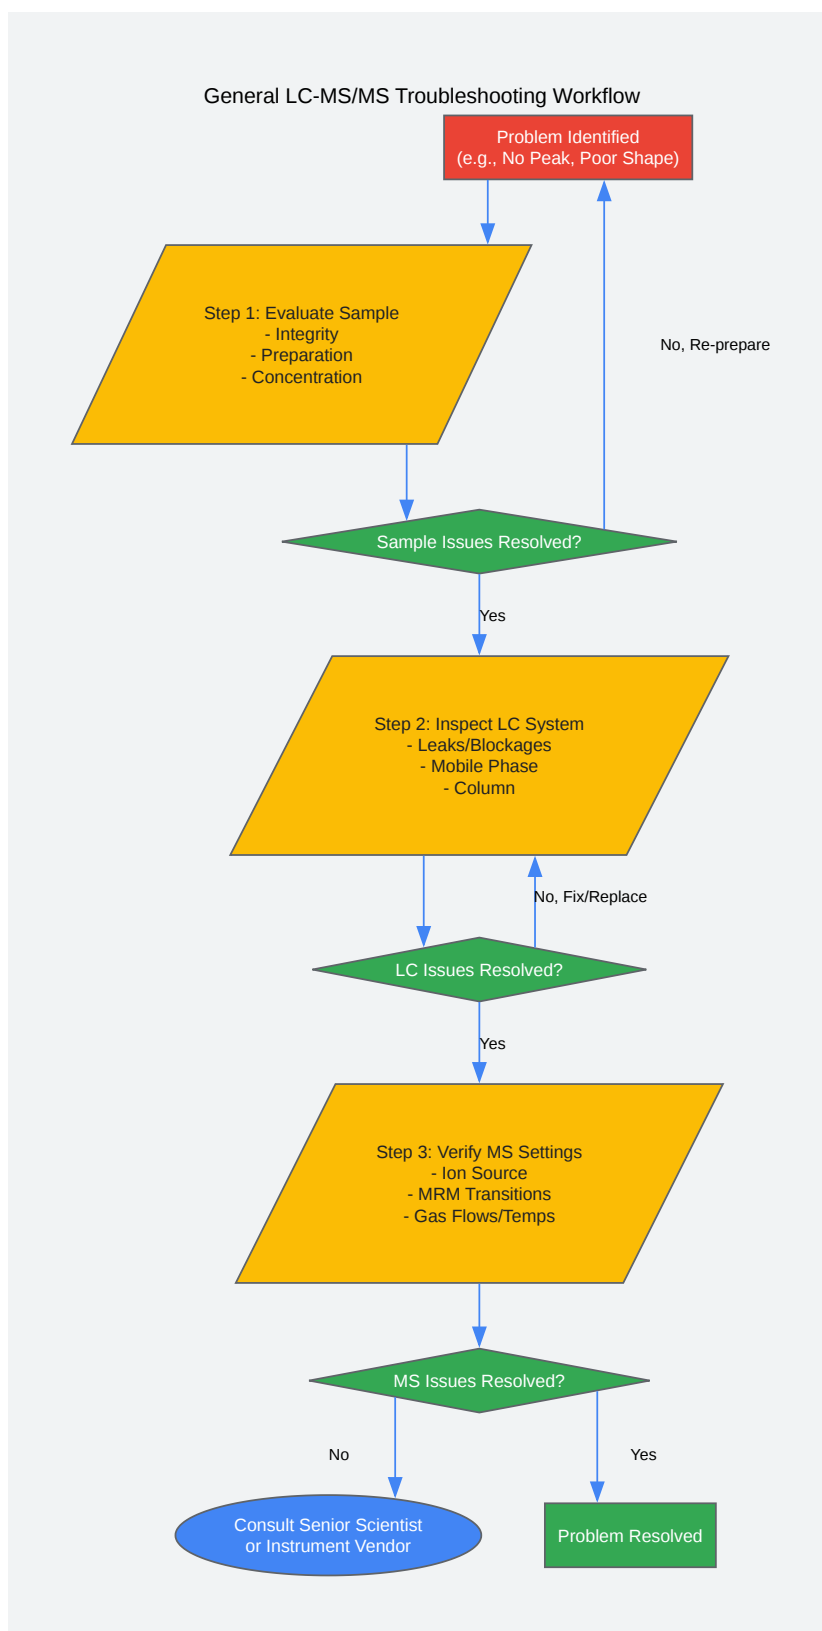 General LC-MS/MS Troubleshooting Workflow
Problem Identified
(e.g., No Peak, Poor Shape)
Step 1: Evaluate Sample
- Integrity
- Preparation
- Concentration
No, Re-prepare
Sample Issues Resolved?
Yes
Step 2: Inspect LC System
- Leaks/Blockages
- Mobile Phase
- Column
No, Fix/Replace
LC Issues Resolved?
Yes
Step 3: Verify MS Settings
- Ion Source
- MRM Transitions
- Gas Flows/Temps
MS Issues Resolved?
No
Yes
Consult Senior Scientist
or Instrument Vendor
Problem Resolved